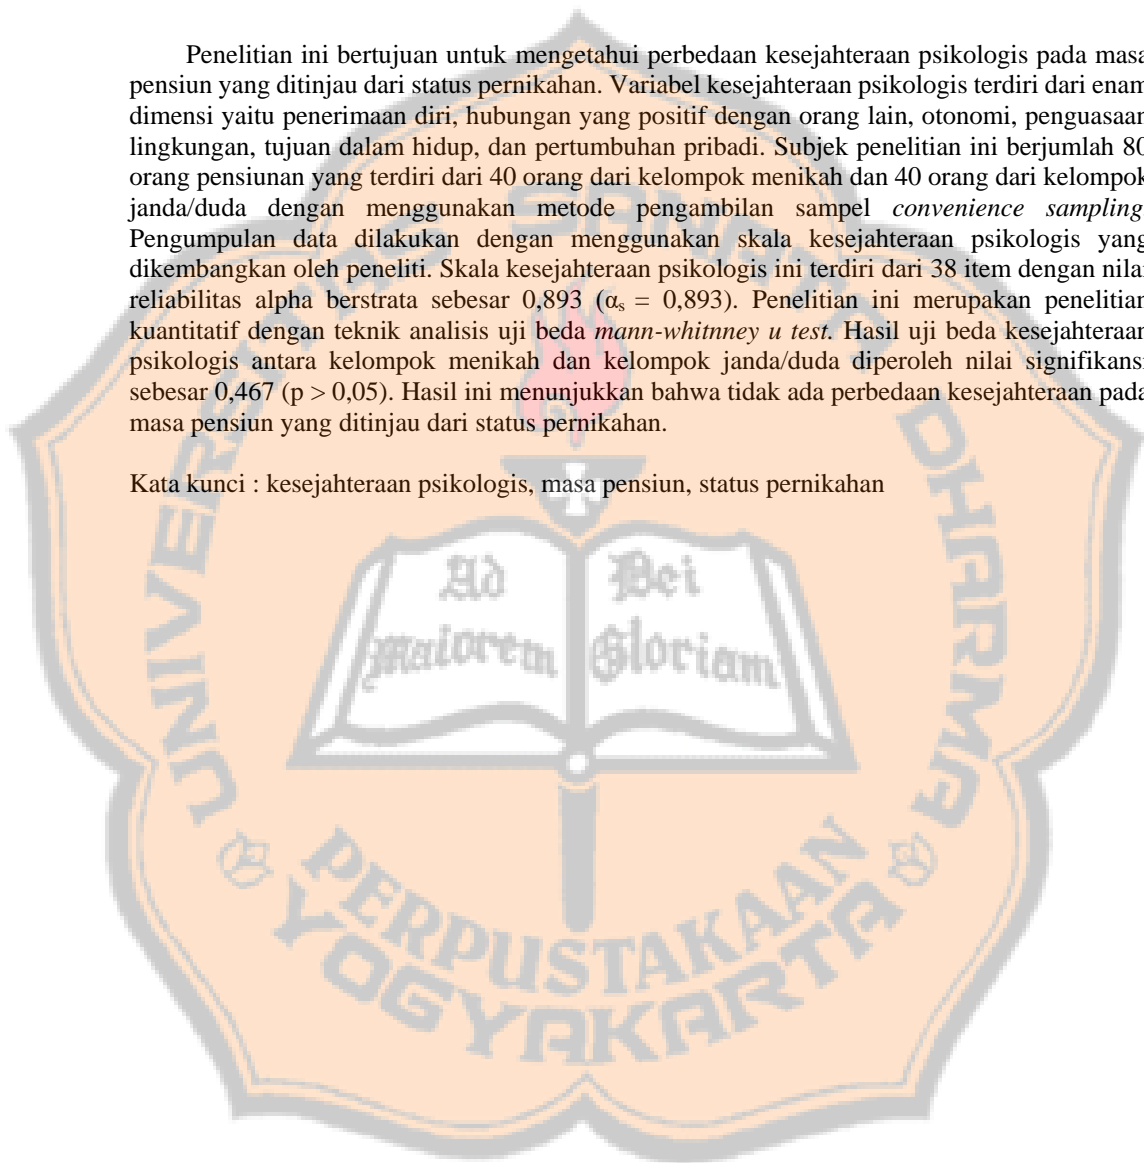 Penelitian ini bertujuan untuk mengetahui perbedaan kesejahteraan psikologis pada masa
pensiun yang ditinjau dari status pernikahan. Variabel kesejahteraan psikologis terdiri dari enam
dimensi yaitu penerimaan diri, hubungan yang positif dengan orang lain, otonomi, penguasaan
lingkungan, tujuan dalam hidup, dan pertumbuhan pribadi. Subjek penelitian ini berjumlah 80
orang pensiunan yang terdiri dari 40 orang dari kelompok menikah dan 40 orang dari kelompok
janda/duda dengan menggunakan metode pengambilan sampel convenience sampling
Pengumpulan data dilakukan dengan menggunakan skala kesejahteraan psikologis yang
dikembangkan oleh peneliti. Skala kesejahteraan psikologis ini terdiri dari 38 item dengan nilai
reliabilitas alpha berstrata sebesar 0,893 (αs = 0,893). Penelitian ini merupakan penelitian
kuantitatif dengan teknik analisis uji beda mann-whitnney u test. Hasil uji beda kesejahteraan
psikologis antara kelompok menikah dan kelompok janda/duda diperoleh nilai signifikansi
sebesar 0,467 (p > 0,05). Hasil ini menunjukkan bahwa tidak ada perbedaan kesejahteraan pada
masa pensiun yang ditinjau dari status pernikahan.
Kata kunci : kesejahteraan psikologis, masa pensiun, status pernikahan
UNIVERSITAS SANATA DHARMA
Ad Maiorem
Dei Gloriam
PERPUSTAKAAN
YOGYAKARTA